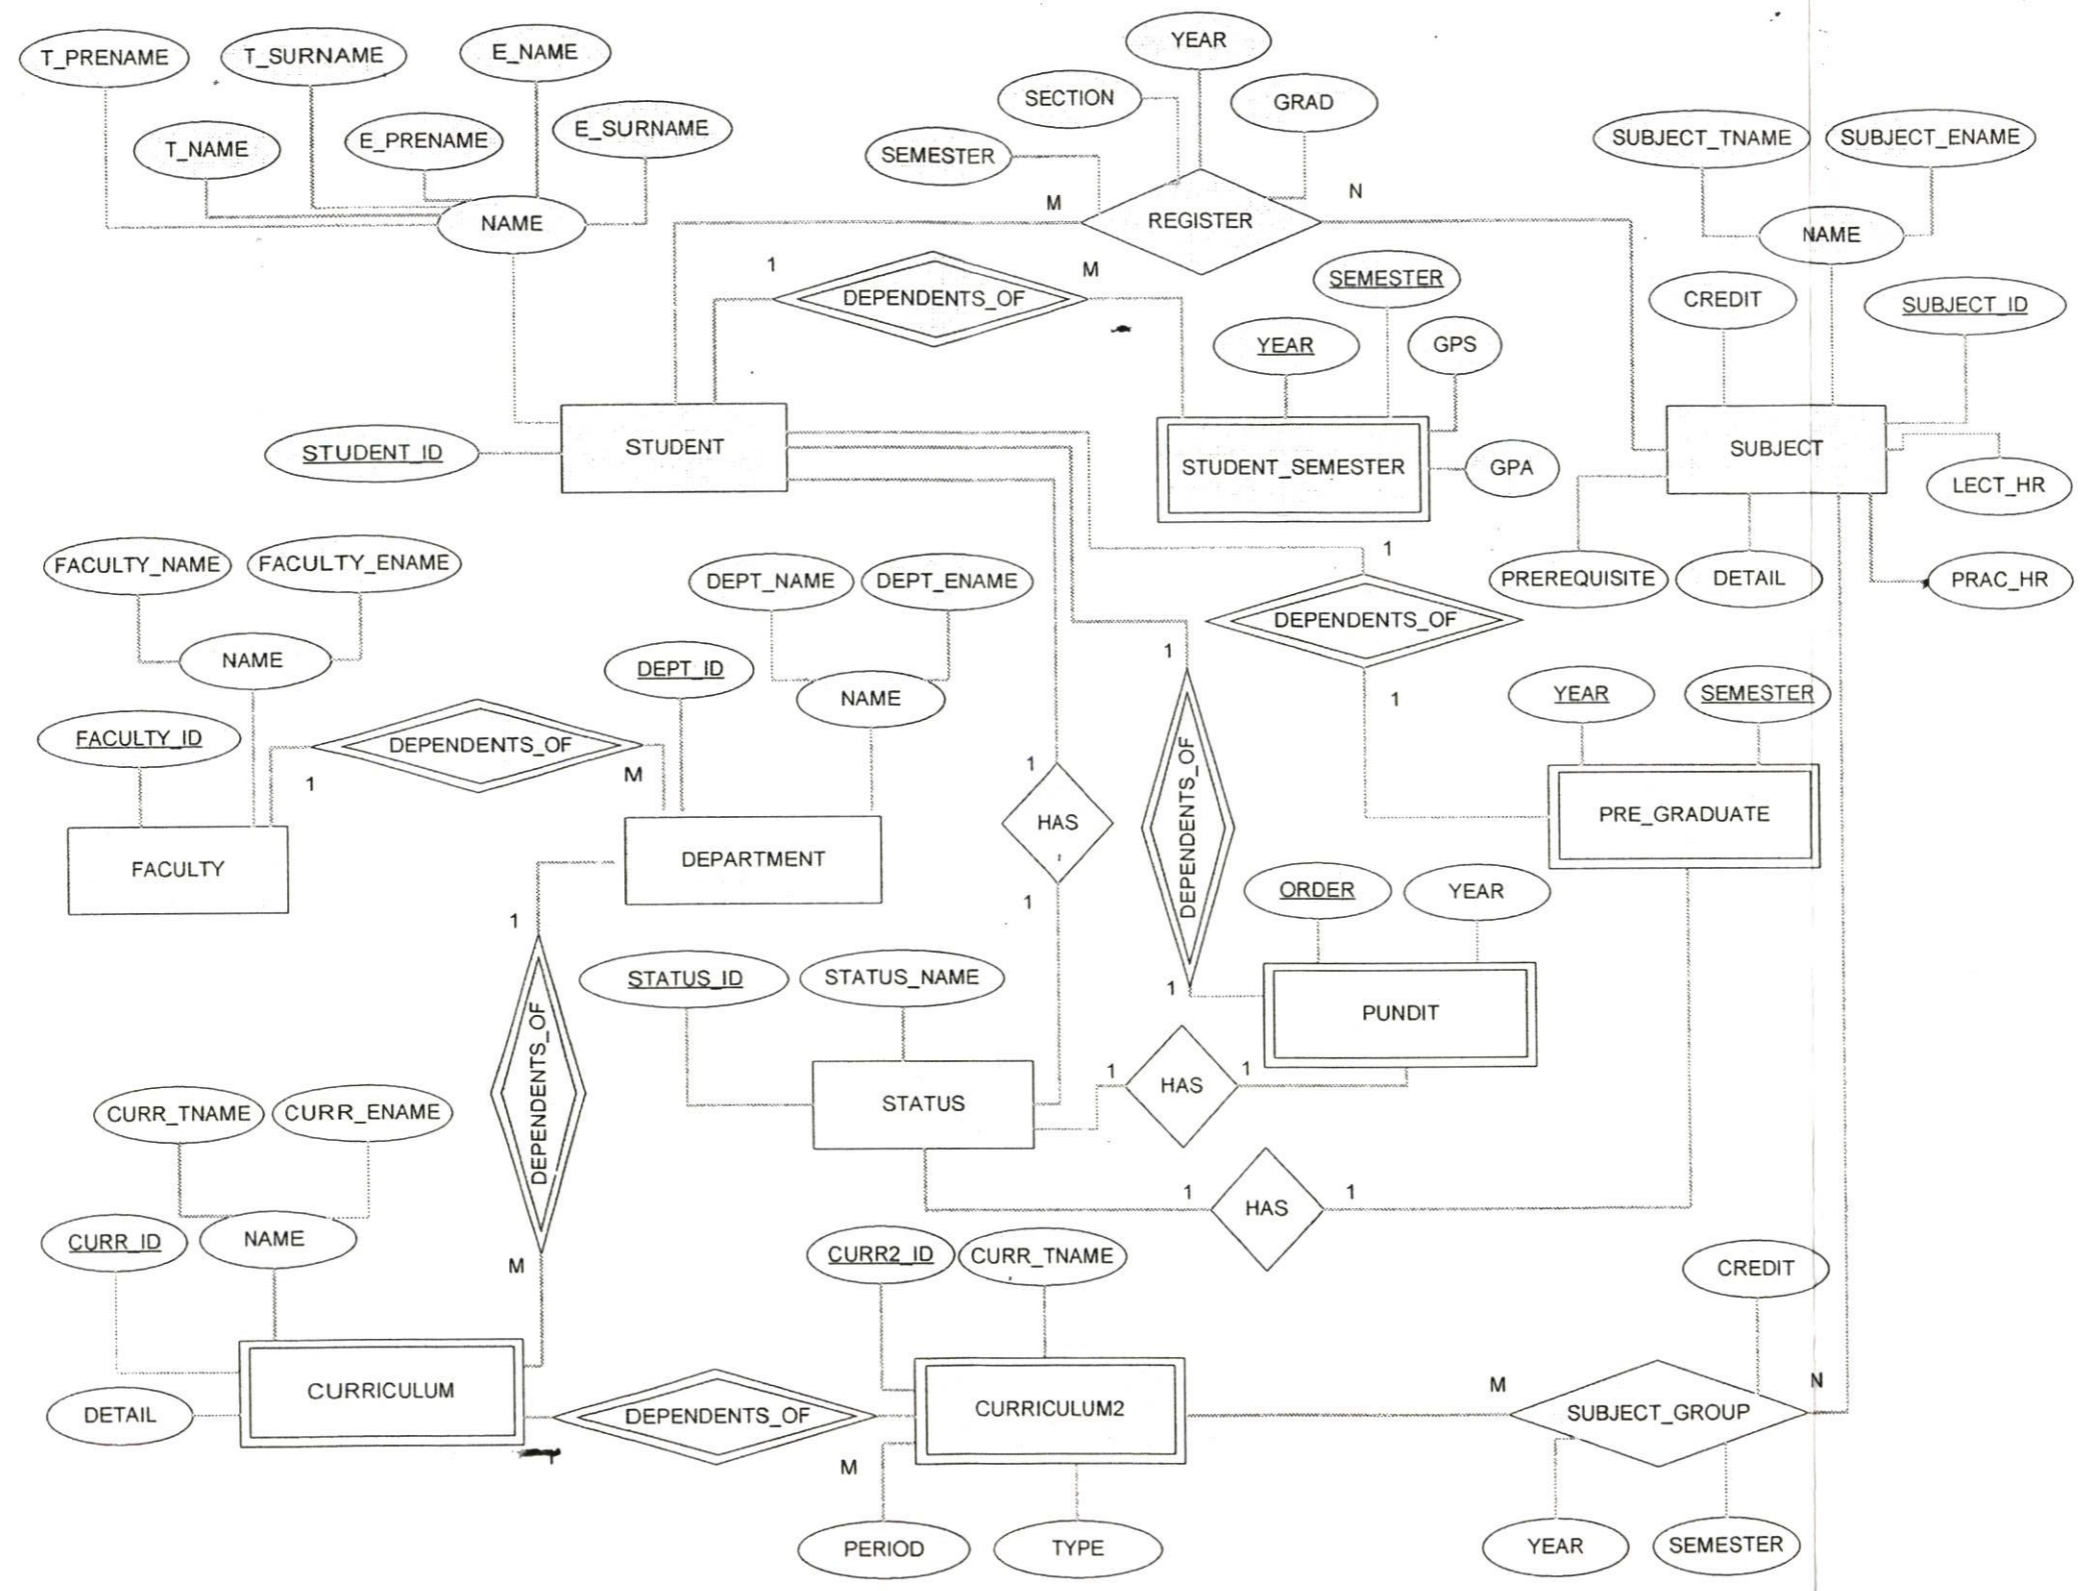 YEAR
T_PRENAME
T_SURNAME
E_NAME
SECTION
GRAD
T_NAME
E_PRENAME
E_SURNAME
SEMESTER
SUBJECT_TNAME
SUBJECT_ENAME
NAME
M
REGISTER
N
NAME
1
DEPENDENTS_OF
M
SEMESTER
CREDIT
SUBJECT_ID
YEAR
GPS
STUDENT_ID
STUDENT
STUDENT_SEMESTER
GPA
SUBJECT
LECT_HR
FACULTY_NAME
FACULTY_ENAME
DEPT_NAME
DEPT_ENAME
1
PREREQUISITE
DETAIL
PRAC_HR
NAME
DEPT_ID
NAME
1
DEPENDENTS_OF
1
YEAR
SEMESTER
FACULTY_ID
1
DEPENDENTS_OF
M
1
HAS
1
DEPENDENTS_OF
1
PRE_GRADUATE
FACULTY
DEPARTMENT
ORDER
YEAR
1
DEPENDENTS_OF
M
STATUS_ID
STATUS_NAME
PUNDIT
CURR_TNAME
CURR_ENAME
STATUS
1
HAS
1
1
HAS
1
CURR_ID
NAME
CURR2_ID
CURR_TNAME
CREDIT
DETAIL
CURRICULUM
DEPENDENTS_OF
M
CURRICULUM2
M
SUBJECT_GROUP
N
PERIOD
TYPE
YEAR
SEMESTER